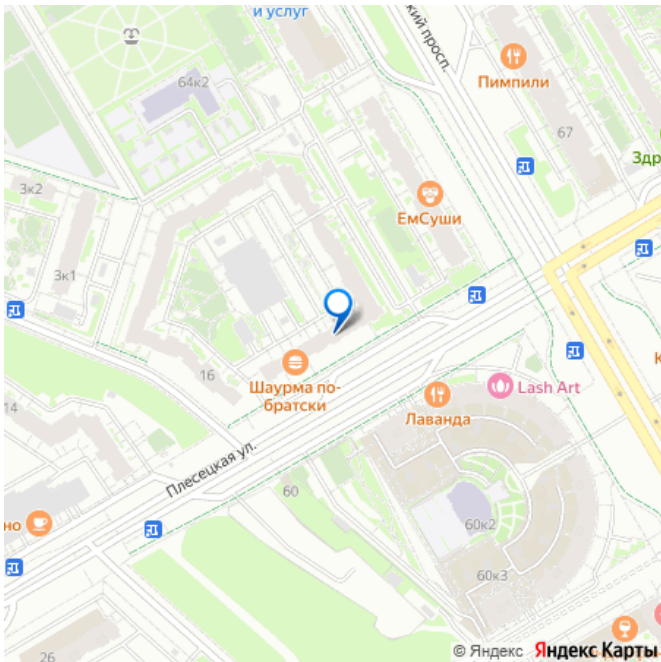 и услуг
кий просп.
Пимпили
64к2
67
Здр
3к2
ЕмСуши
3к1
16
Шаурма по-
братски
Lash Art
Лаванда
14
К
Плесецкая ул.
60
но
60к2
60к3
26
© Яндекс Яндекс Карты